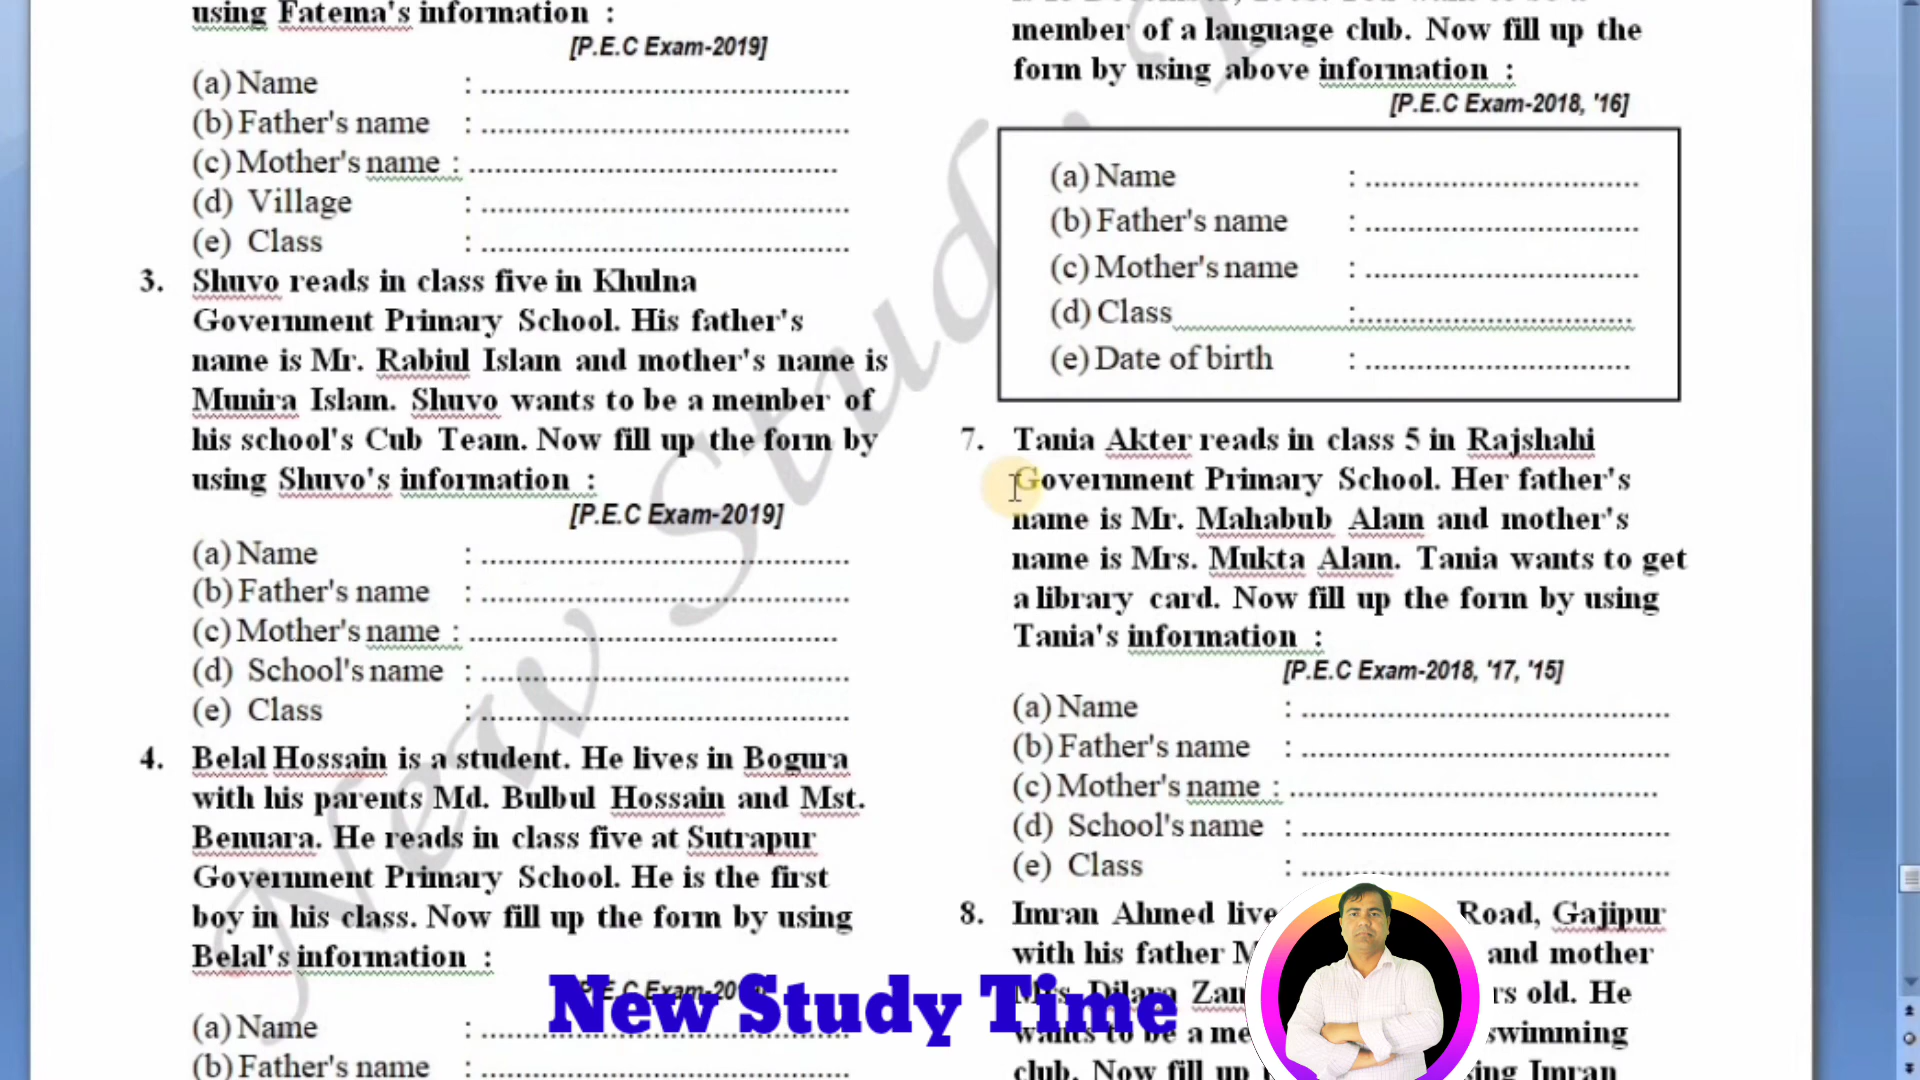 using Fatema's information :
[P.E.C Exam-2019]
(a) Name : ............................................
(b) Father's name : ............................................
(c) Mother's name : ............................................
(d) Village : ............................................
(e) Class : ............................................
3. Shuvo reads in class five in Khulna
Government Primary School. His father's
name is Mr. Rabiul Islam and mother's name is
Munira Islam. Shuvo wants to be a member of
his school's Cub Team. Now fill up the form by
using Shuvo's information :
[P.E.C Exam-2019]
(a) Name : ............................................
(b) Father's name : ............................................
(c) Mother's name : ............................................
(d) School's name : ............................................
(e) Class : ............................................
4. Belal Hossain is a student. He lives in Bogura
with his parents Md. Bulbul Hossain and Mst.
Benuara. He reads in class five at Sutrapur
Government Primary School. He is the first
boy in his class. Now fill up the form by using
Belal's information :
(a) Name : ............................................
(b) Father's name : ............................................
member of a language club. Now fill up the
form by using above information :
[P.E.C Exam-2018, '16]
(a) Name : .................................
(b) Father's name : .................................
(c) Mother's name : .................................
(d) Class : .................................
(e) Date of birth : ................................
7. Tania Akter reads in class 5 in Rajshahi
Government Primary School. Her father's
name is Mr. Mahabub Alam and mother's
name is Mrs. Mukta Alam. Tania wants to get
a library card. Now fill up the form by using
Tania's information :
[P.E.C Exam-2018, '17, '15]
(a) Name : ............................................
(b) Father's name : ............................................
(c) Mother's name : ............................................
(d) School's name : ............................................
(e) Class : ............................................
8. Imran Ahmed Road, Gajipur
with his father and mother
Mrs. Dilara old. He
wants to be a swimming
club. Now fill up Imran
New Study Time